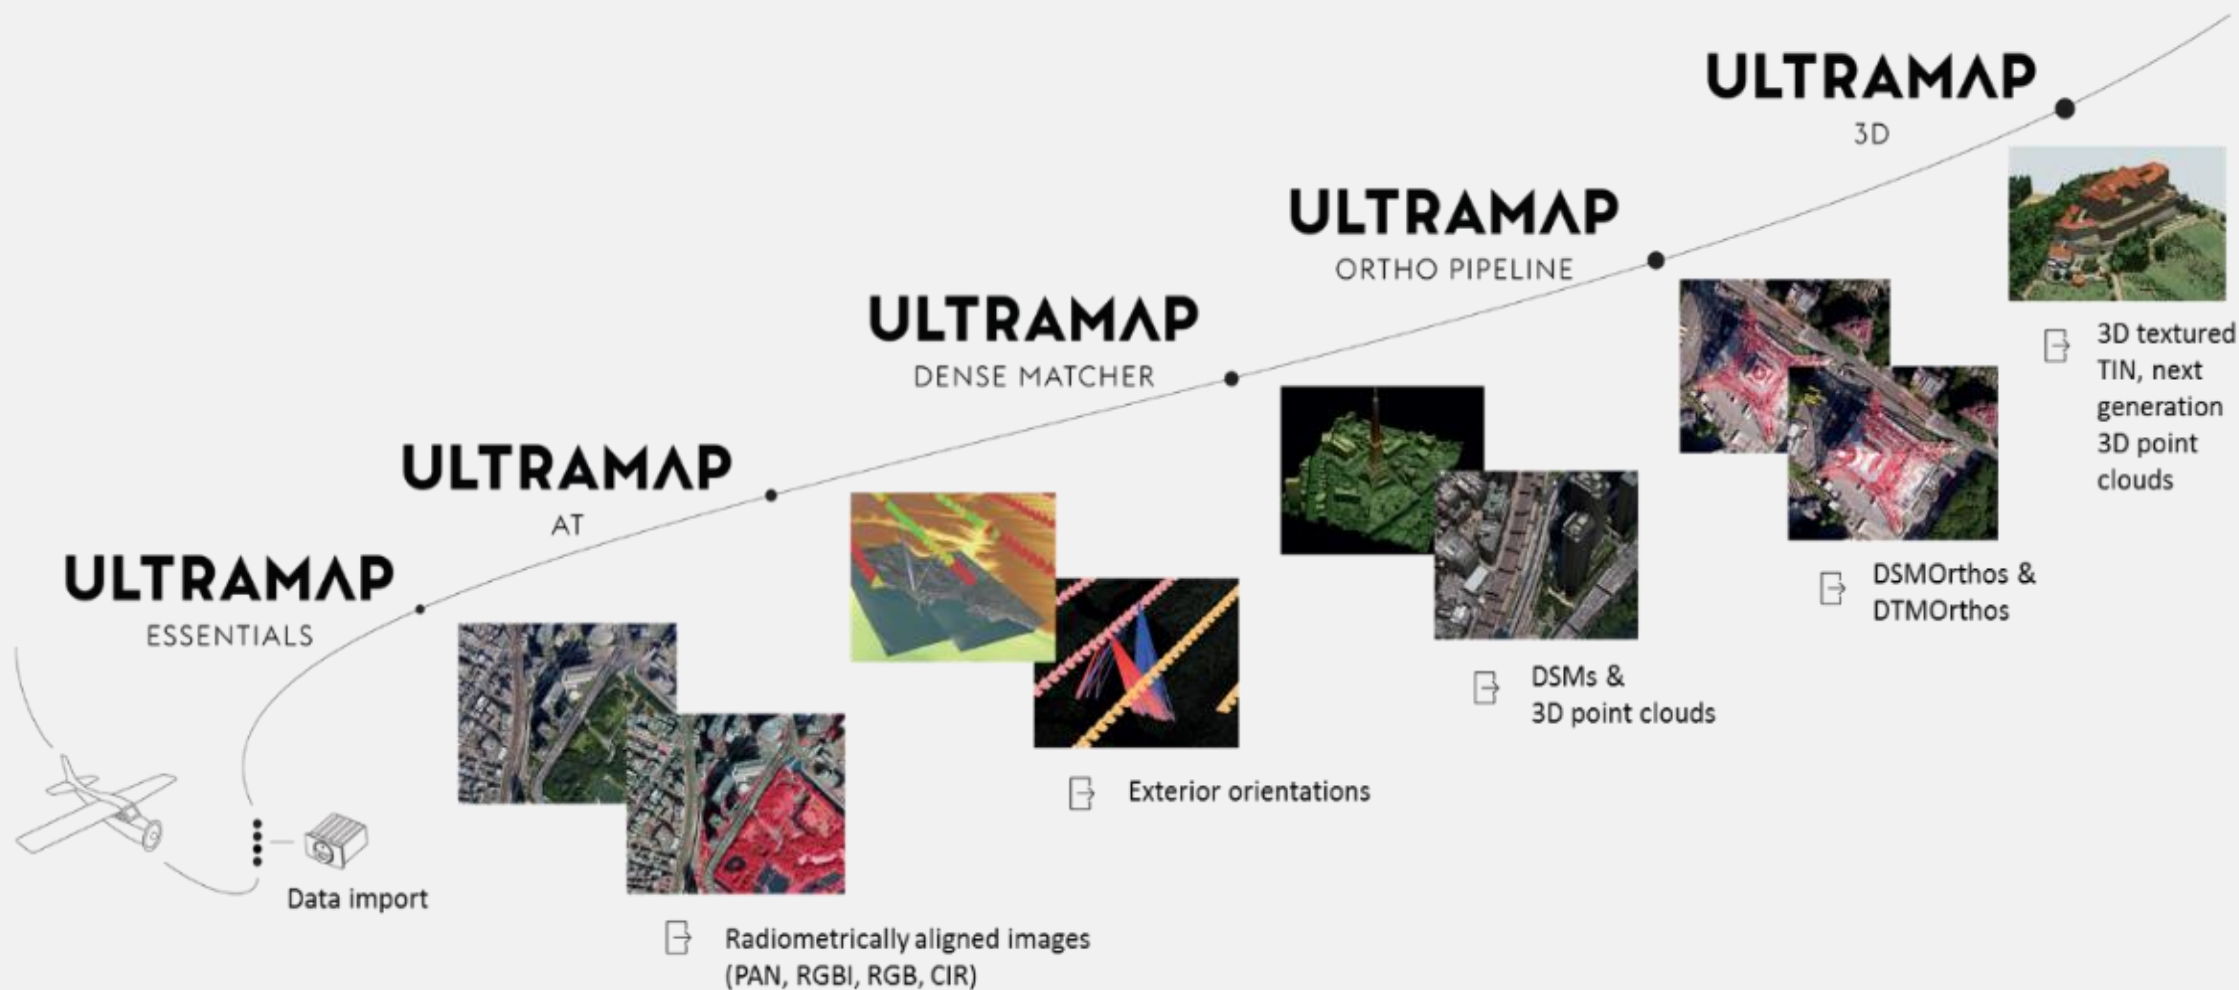 ULTRAMAP
3D
ULTRAMAP
ORTHO PIPELINE
ULTRAMAP
DENSE MATCHER
ULTRAMAP
AT
ULTRAMAP
ESSENTIALS
Data import
Radiometrically aligned images
(PAN, RGBI, RGB, CIR)
Exterior orientations
DSMs &
3D point clouds
DSMOrthos &
DTMOrthos
3D textured
TIN, next
generation
3D point
clouds